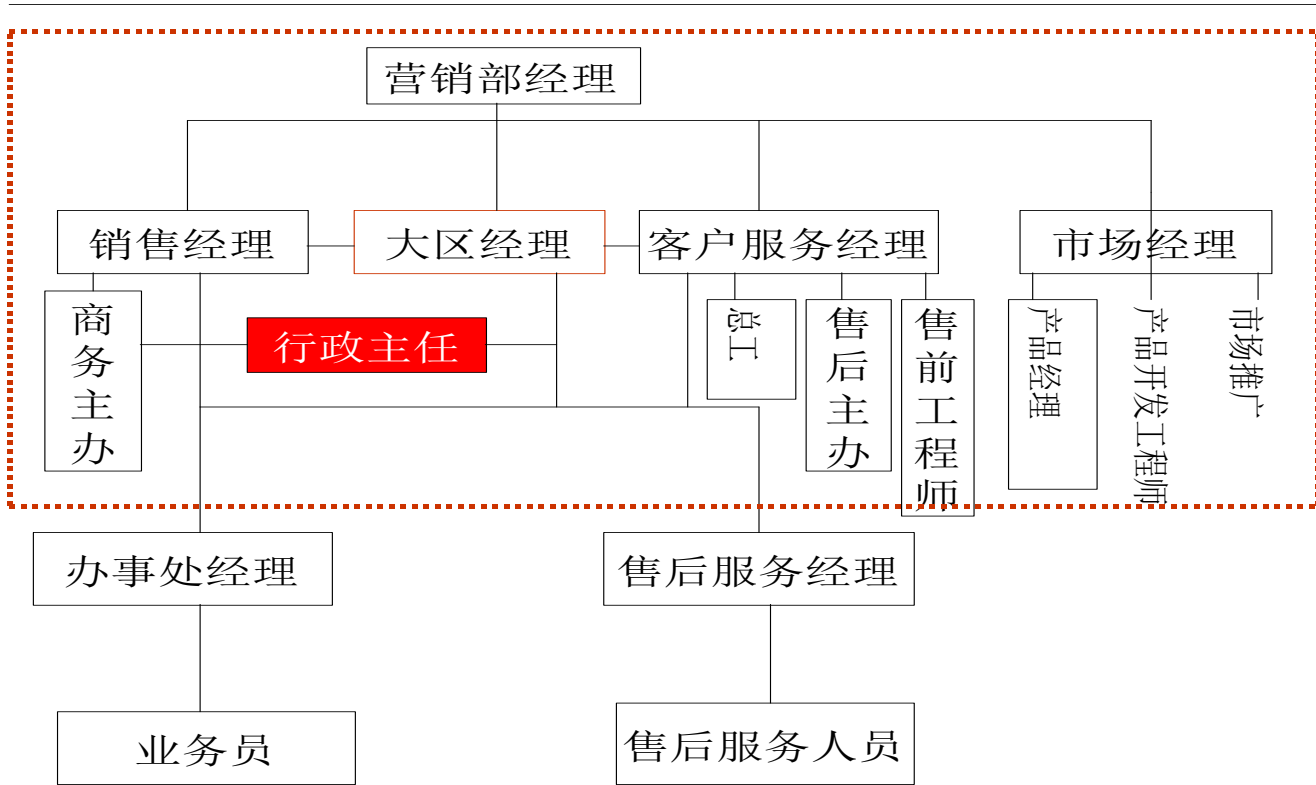 营销部经理
销售经理
大区经理
客户服务经理
市场经理
商务主办
行政主任
总工
售后主办
售前工程师
产品经理
产品开发工程师
市场推广
办事处经理
售后服务经理
业务员
售后服务人员